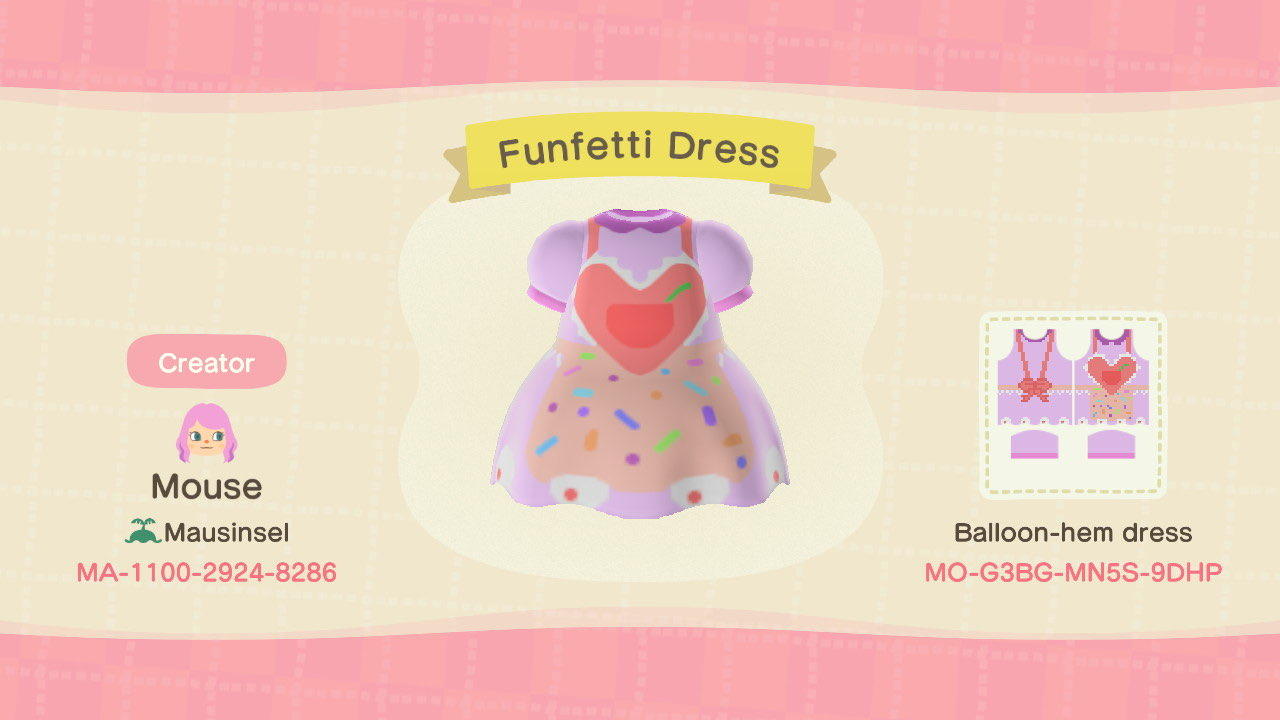 Funfetti Dress
Creator
Mouse
Mausinsel
MA-1100-2924-8286
Balloon-hem dress
MO-G3BG-MN5S-9DHP